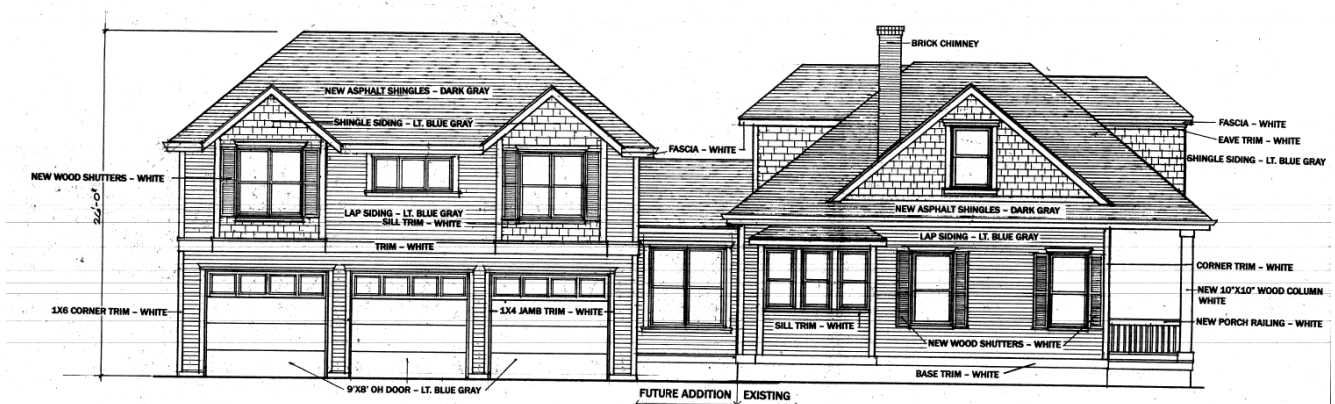 BRICK CHIMNEY
NEW ASPHALT SHINGLES – DARK GRAY
SHINGLE SIDING – LT. BLUE GRAY
FASCIA – WHITE
EAVE TRIM – WHITE
FASCIA – WHITE
SHINGLE SIDING – LT. BLUE GRAY
NEW WOOD SHUTTERS – WHITE
26'-0"
LAP SIDING – LT. BLUE GRAY
SILL TRIM – WHITE
NEW ASPHALT SHINGLES – DARK GRAY
TRIM – WHITE
LAP SIDING – LT. BLUE GRAY
CORNER TRIM – WHITE
NEW 10"X10" WOOD COLUMN
WHITE
1X6 CORNER TRIM – WHITE
1X4 JAMB TRIM – WHITE
SILL TRIM – WHITE
NEW PORCH RAILING – WHITE
NEW WOOD SHUTTERS – WHITE
BASE TRIM – WHITE
9'X8' OH DOOR – LT. BLUE GRAY
FUTURE ADDITION
EXISTING